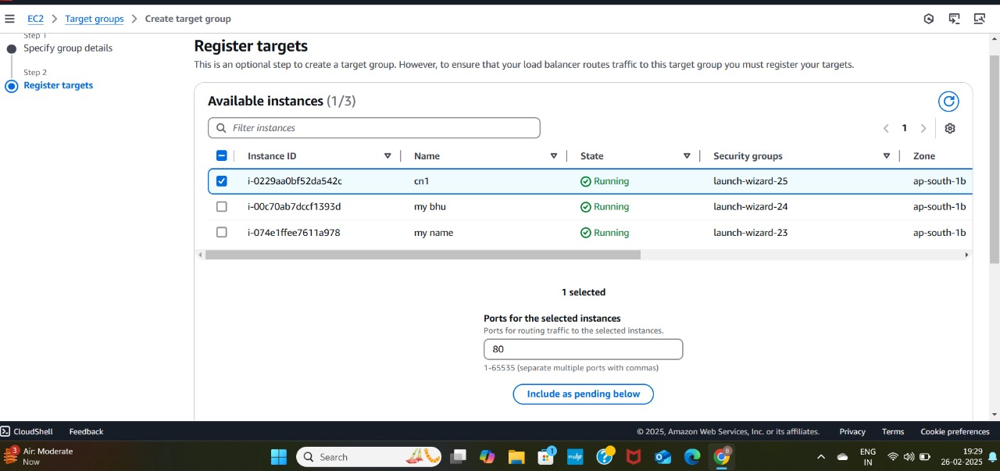 EC2 > Target groups > Create target group
Step 1
Specify group details
Step 2
Register targets
Register targets
This is an optional step to create a target group. However, to ensure that your load balancer routes traffic to this target group you must register your targets.
Available instances (1/3)
Filter instances
1
Instance ID Name State Security groups Zone
i-0229aa0bf52da542c cn1 Running launch-wizard-25 ap-south-1b
i-00c70ab7dccf1393d my bhu Running launch-wizard-24 ap-south-1b
i-074e1ffee7611a978 my name Running launch-wizard-23 ap-south-1b
1 selected
Ports for the selected instances
Ports for routing traffic to the selected instances.
80
1-65535 (separate multiple ports with commas)
Include as pending below
CloudShell Feedback © 2025, Amazon Web Services, Inc. or its affiliates. Privacy Terms Cookie preferences
3
Air: Moderate
Now
Search
1
myhp
B
ENG
IN
19:29
26-02-2025